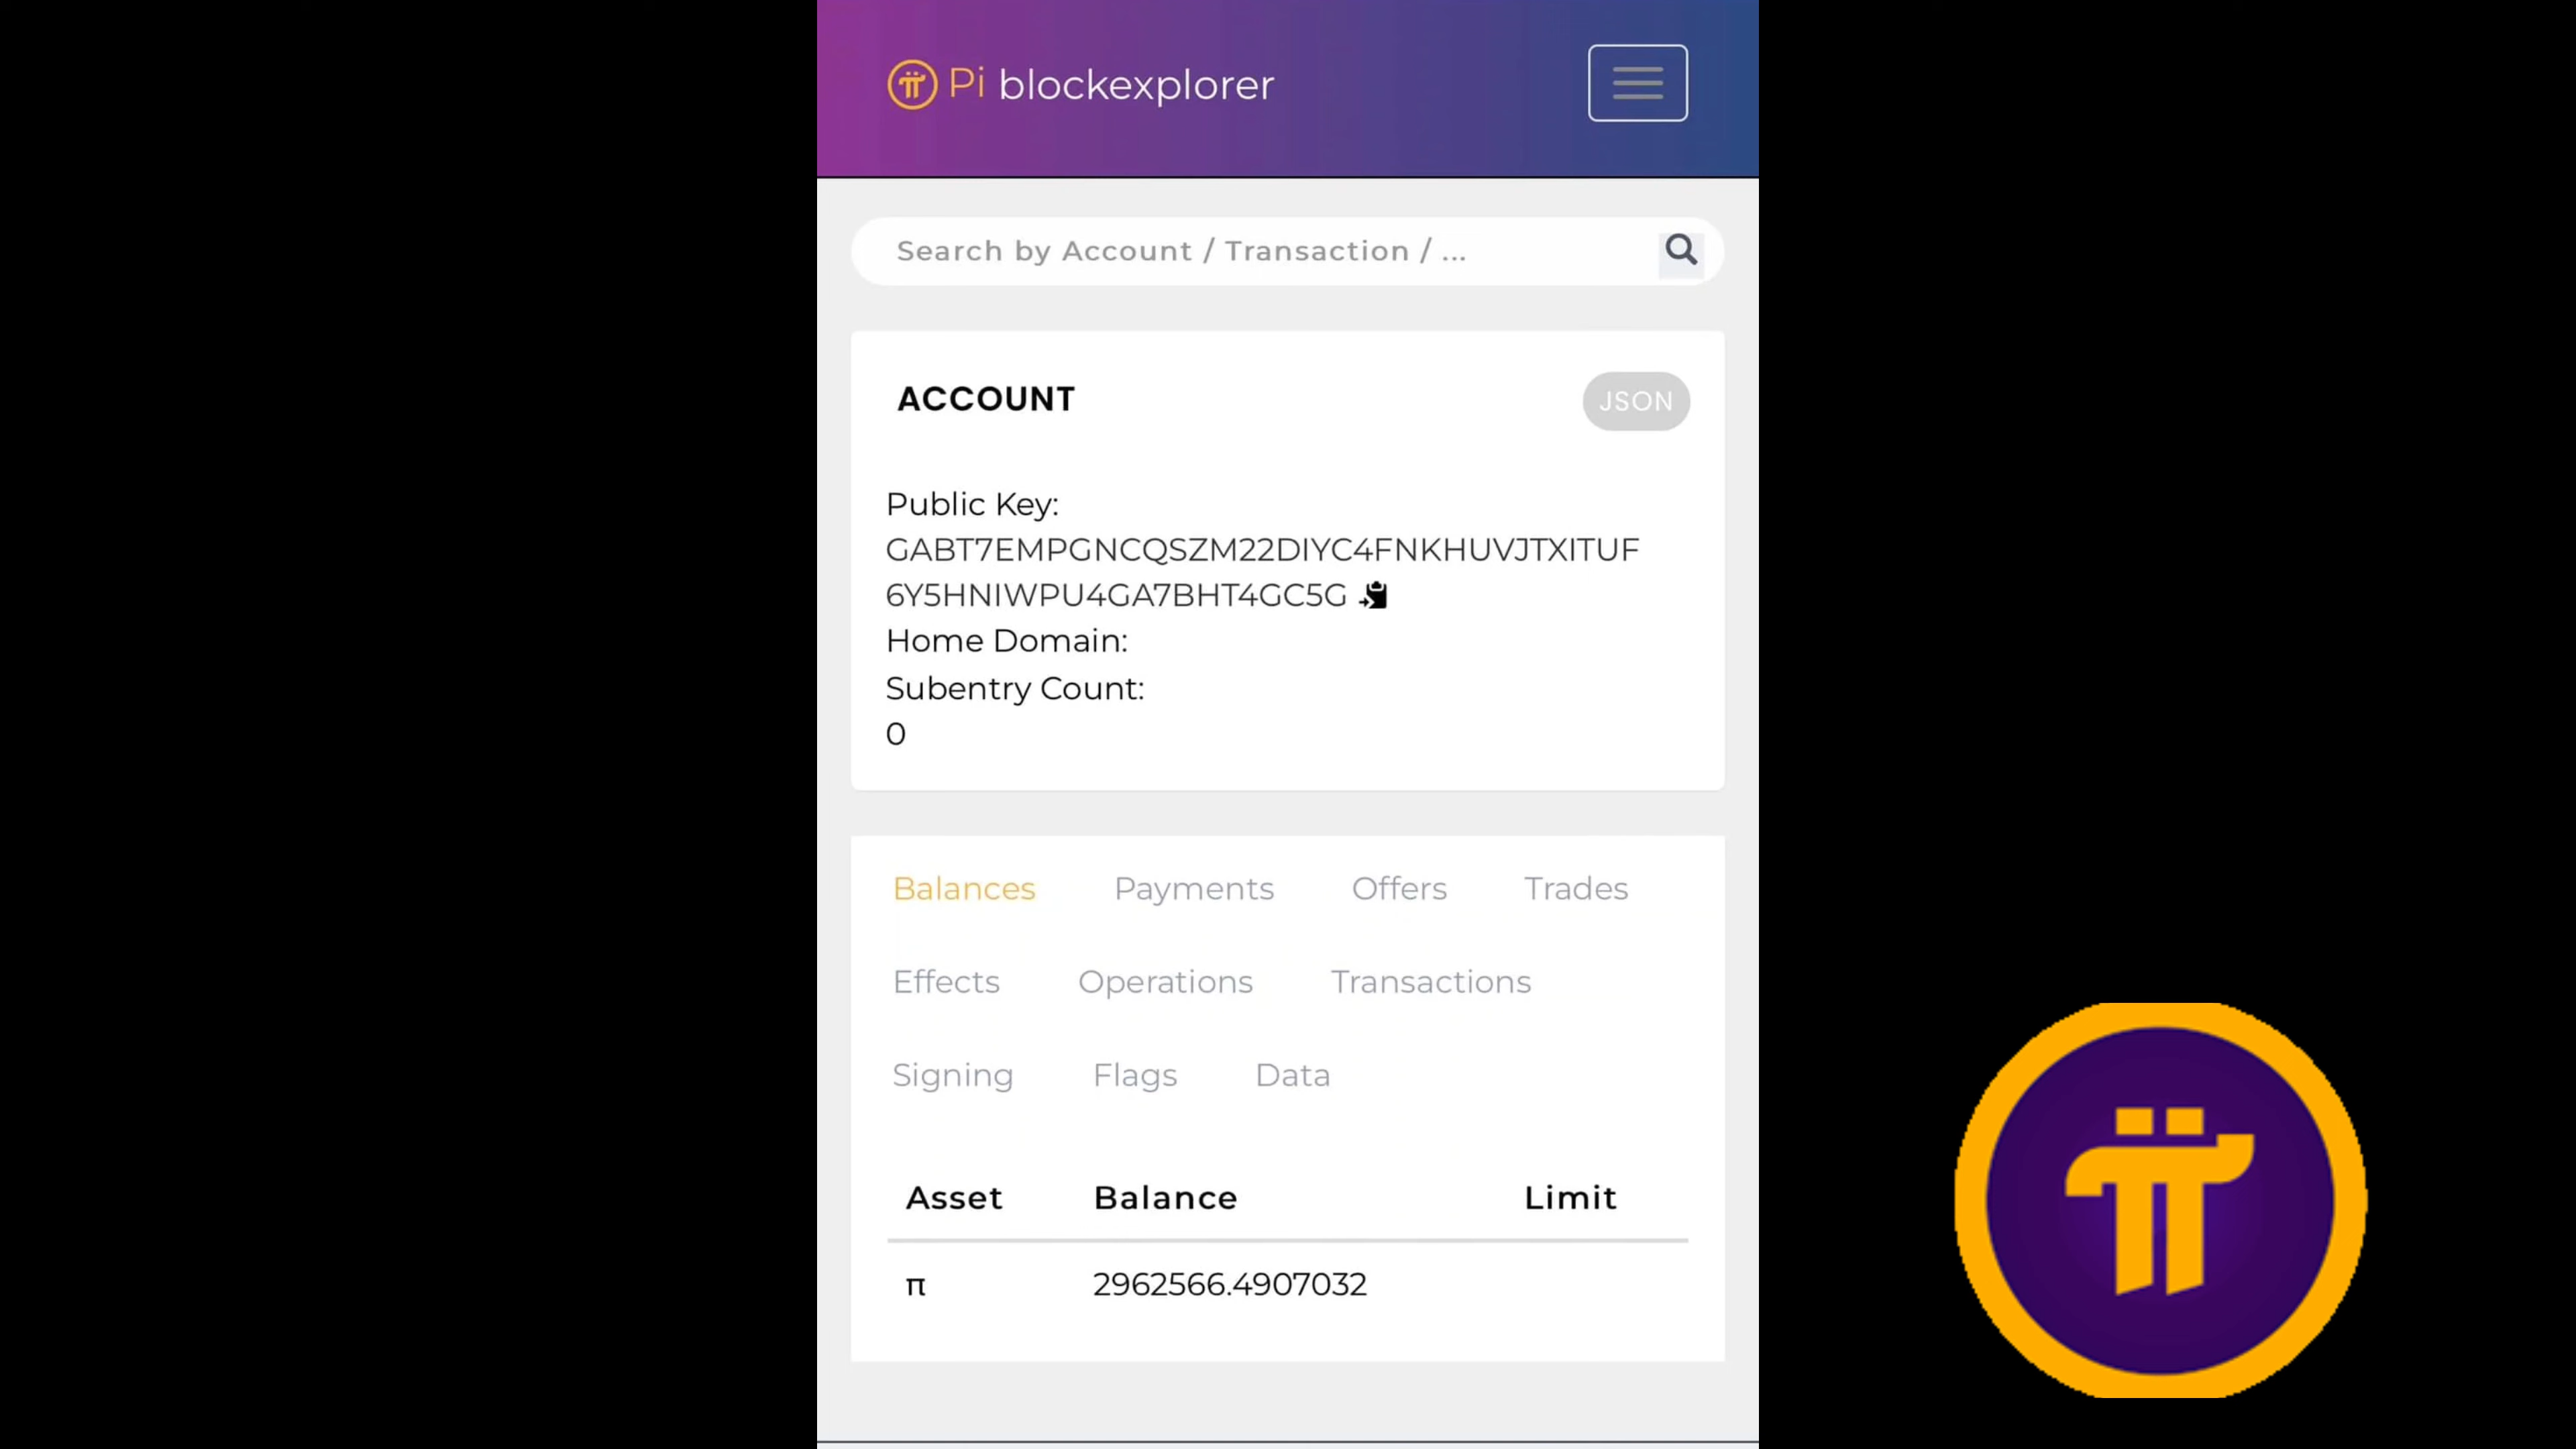 Pi blockexplorer
Search by Account / Transaction / ...
ACCOUNT
JSON
Public Key:
GABT7EMPGNCQSZM22DIYC4FNKHUVJTXITUF
6Y5HNIWPU4GA7BHT4GC5G
Home Domain:
Subentry Count:
0
Balances Payments Offers Trades
Effects Operations Transactions
Signing Flags Data
Asset Balance Limit
π 2962566.4907032